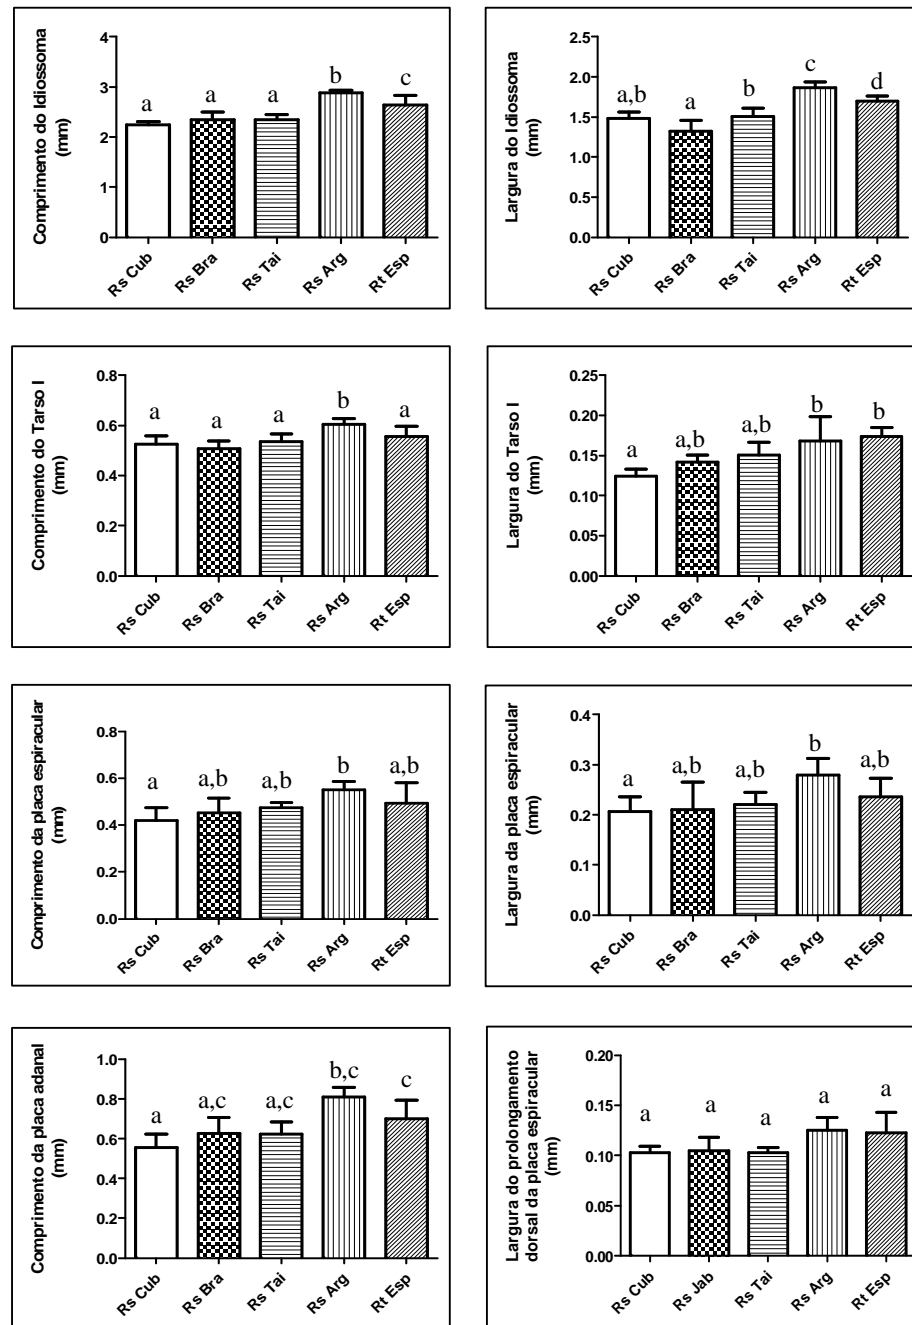 Comprimento do Idiossoma
(mm)
4
3
2
1
0
a
a
a
b
c
Rs Cub
Rs Bra
Rs Tai
Rs Arg
Rt Esp
Largura do Idiossoma
(mm)
2.5
2.0
1.5
1.0
0.5
0.0
a,b
a
b
c
d
Rs Cub
Rs Bra
Rs Tai
Rs Arg
Rt Esp
Comprimento do Tarso I
(mm)
0.8
0.6
0.4
0.2
0.0
a
a
a
b
a
Rs Cub
Rs Bra
Rs Tai
Rs Arg
Rt Esp
Largura do Tarso I
(mm)
0.25
0.20
0.15
0.10
0.05
0.00
a
a,b
a,b
b
b
Rs Cub
Rs Bra
Rs Tai
Rs Arg
Rt Esp
Comprimento da placa espiracular
(mm)
0.8
0.6
0.4
0.2
0.0
a
a,b
a,b
b
a,b
Rs Cub
Rs Bra
Rs Tai
Rs Arg
Rt Esp
Largura da placa espiracular
(mm)
0.4
0.3
0.2
0.1
0.0
a
a,b
a,b
b
a,b
Rs Cub
Rs Bra
Rs Tai
Rs Arg
Rt Esp
Comprimento da placa adanal
(mm)
1.0
0.8
0.6
0.4
0.2
0.0
a
a,c
a,c
b,c
c
Rs Cub
Rs Bra
Rs Tai
Rs Arg
Rt Esp
Largura do prolongamento
dorsal da placa espiracular
(mm)
0.20
0.15
0.10
0.05
0.00
a
a
a
a
a
Rs Cub
Rs Jab
Rs Tai
Rs Arg
Rt Esp